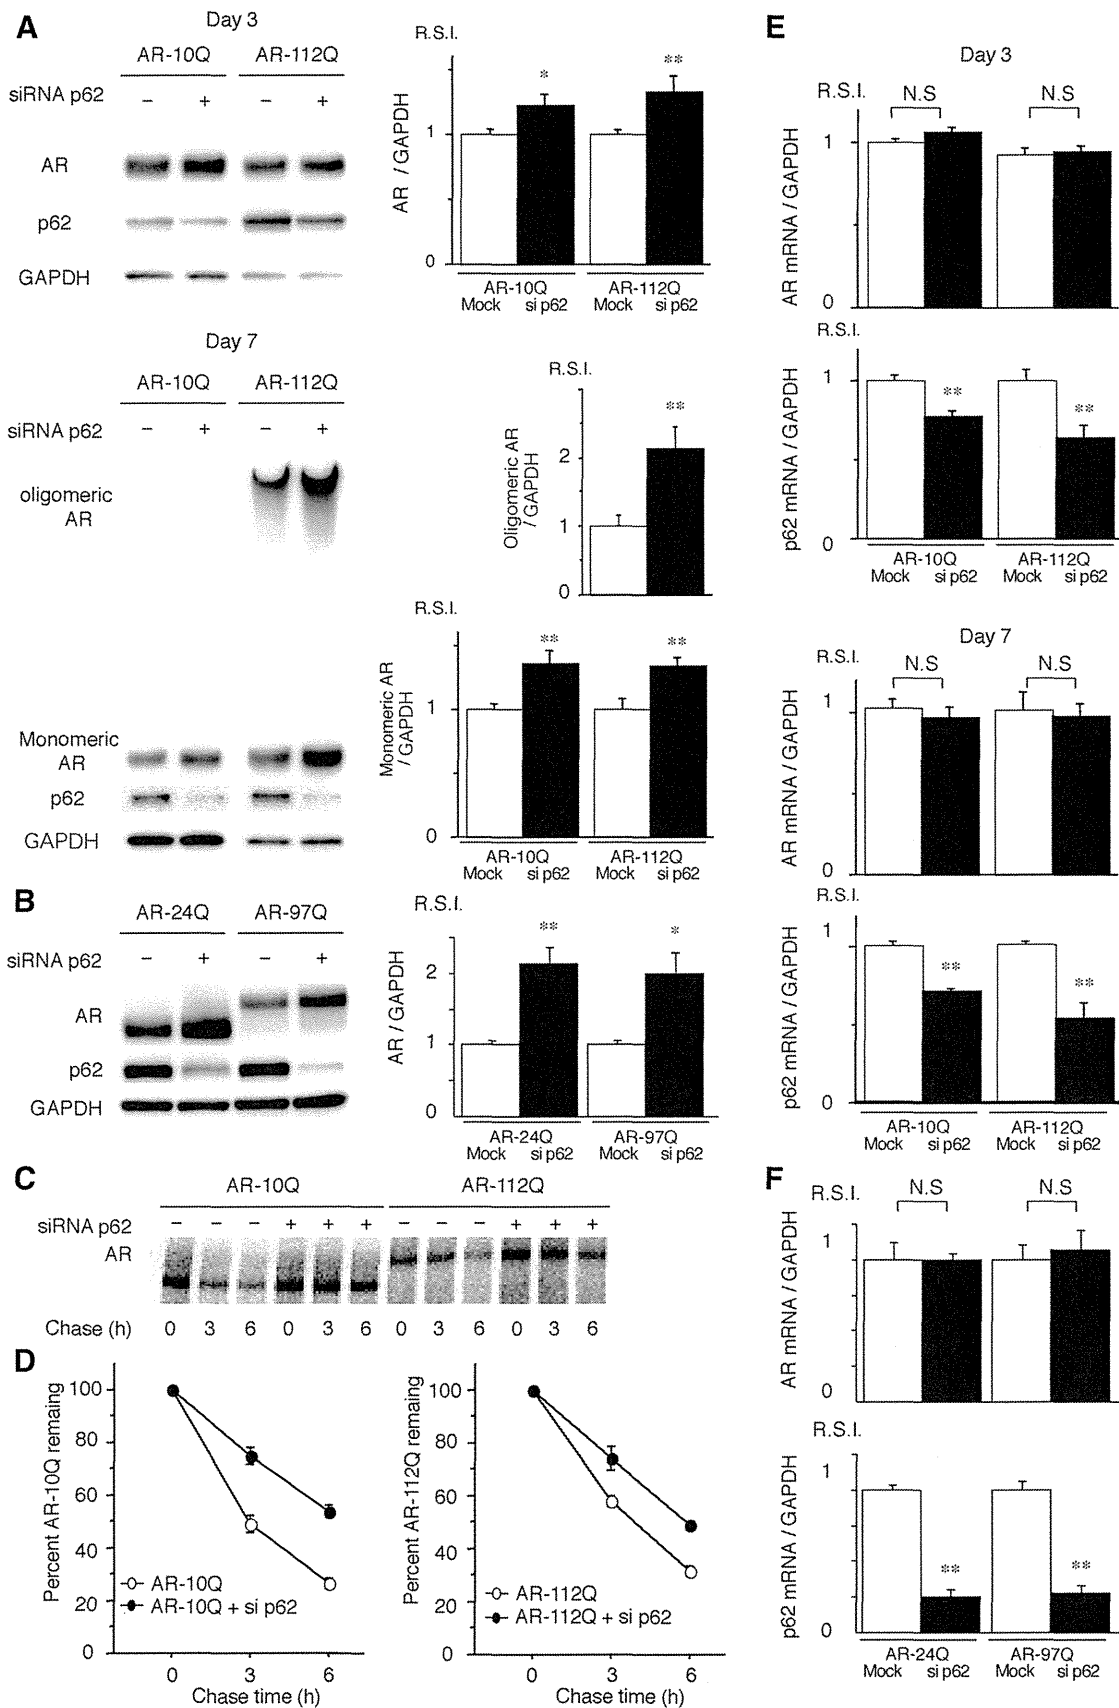 A
Day 3
AR-10Q AR-112Q
siRNA p62 − + − +
AR
p62
GAPDH
R.S.I.
AR / GAPDH
1
0
* **
AR-10Q AR-112Q
Mock si p62 Mock si p62
Day 7
AR-10Q AR-112Q
siRNA p62 − + − +
oligomeric
AR
Monomeric
AR
p62
GAPDH
R.S.I.
Oligomeric AR
/ GAPDH
2
1
0
**
R.S.I.
Monomeric AR
/ GAPDH
1
0
** **
AR-10Q AR-112Q
Mock si p62 Mock si p62
B
AR-24Q AR-97Q
siRNA p62 − + − +
AR
p62
GAPDH
R.S.I.
AR / GAPDH
2
1
0
** *
AR-24Q AR-97Q
Mock si p62 Mock si p62
C
AR-10Q AR-112Q
siRNA p62 − − − + + + − − − + + +
AR
Chase (h) 0 3 6 0 3 6 0 3 6 0 3 6
D
Percent AR-10Q remaing
100
80
60
40
20
0
AR-10Q
AR-10Q + si p62
0 3 6
Chase time (h)
Percent AR-112Q remaing
100
80
60
40
20
0
AR-112Q
AR-112Q + si p62
0 3 6
Chase time (h)
E
Day 3
R.S.I.
N.S N.S
AR mRNA / GAPDH
1
0
R.S.I.
p62 mRNA / GAPDH
1
0
** **
AR-10Q AR-112Q
Mock si p62 Mock si p62
Day 7
R.S.I.
N.S N.S
AR mRNA / GAPDH
1
0
R.S.I.
p62 mRNA / GAPDH
1
0
** **
AR-10Q AR-112Q
Mock si p62 Mock si p62
F
R.S.I.
N.S N.S
AR mRNA / GAPDH
1
0
R.S.I.
p62 mRNA / GAPDH
1
0
** **
AR-24Q AR-97Q
Mock si p62 Mock si p62